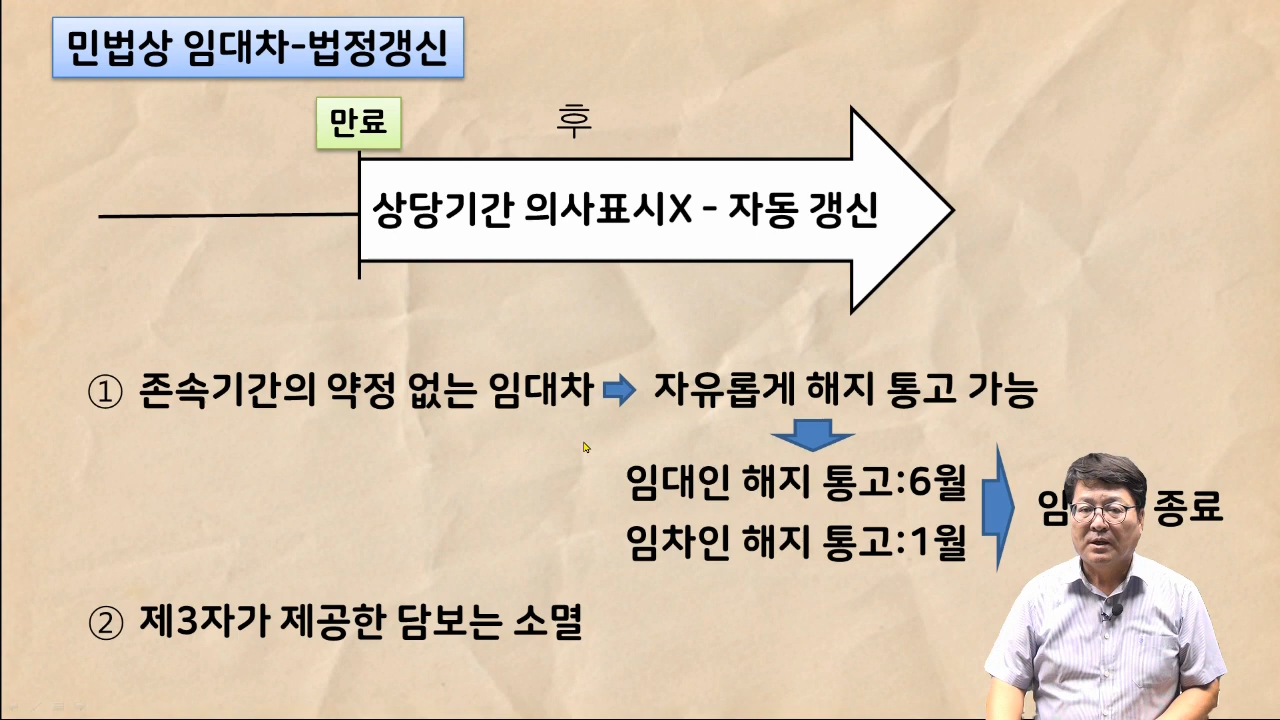 민법상 임대차-법정갱신
만료
후
상당기간 의사표시X - 자동 갱신
① 존속기간의 약정 없는 임대차 자유롭게 해지 통고 가능
임대인 해지 통고:6월
임차인 해지 통고:1월
종료
② 제3자가 제공한 담보는 소멸